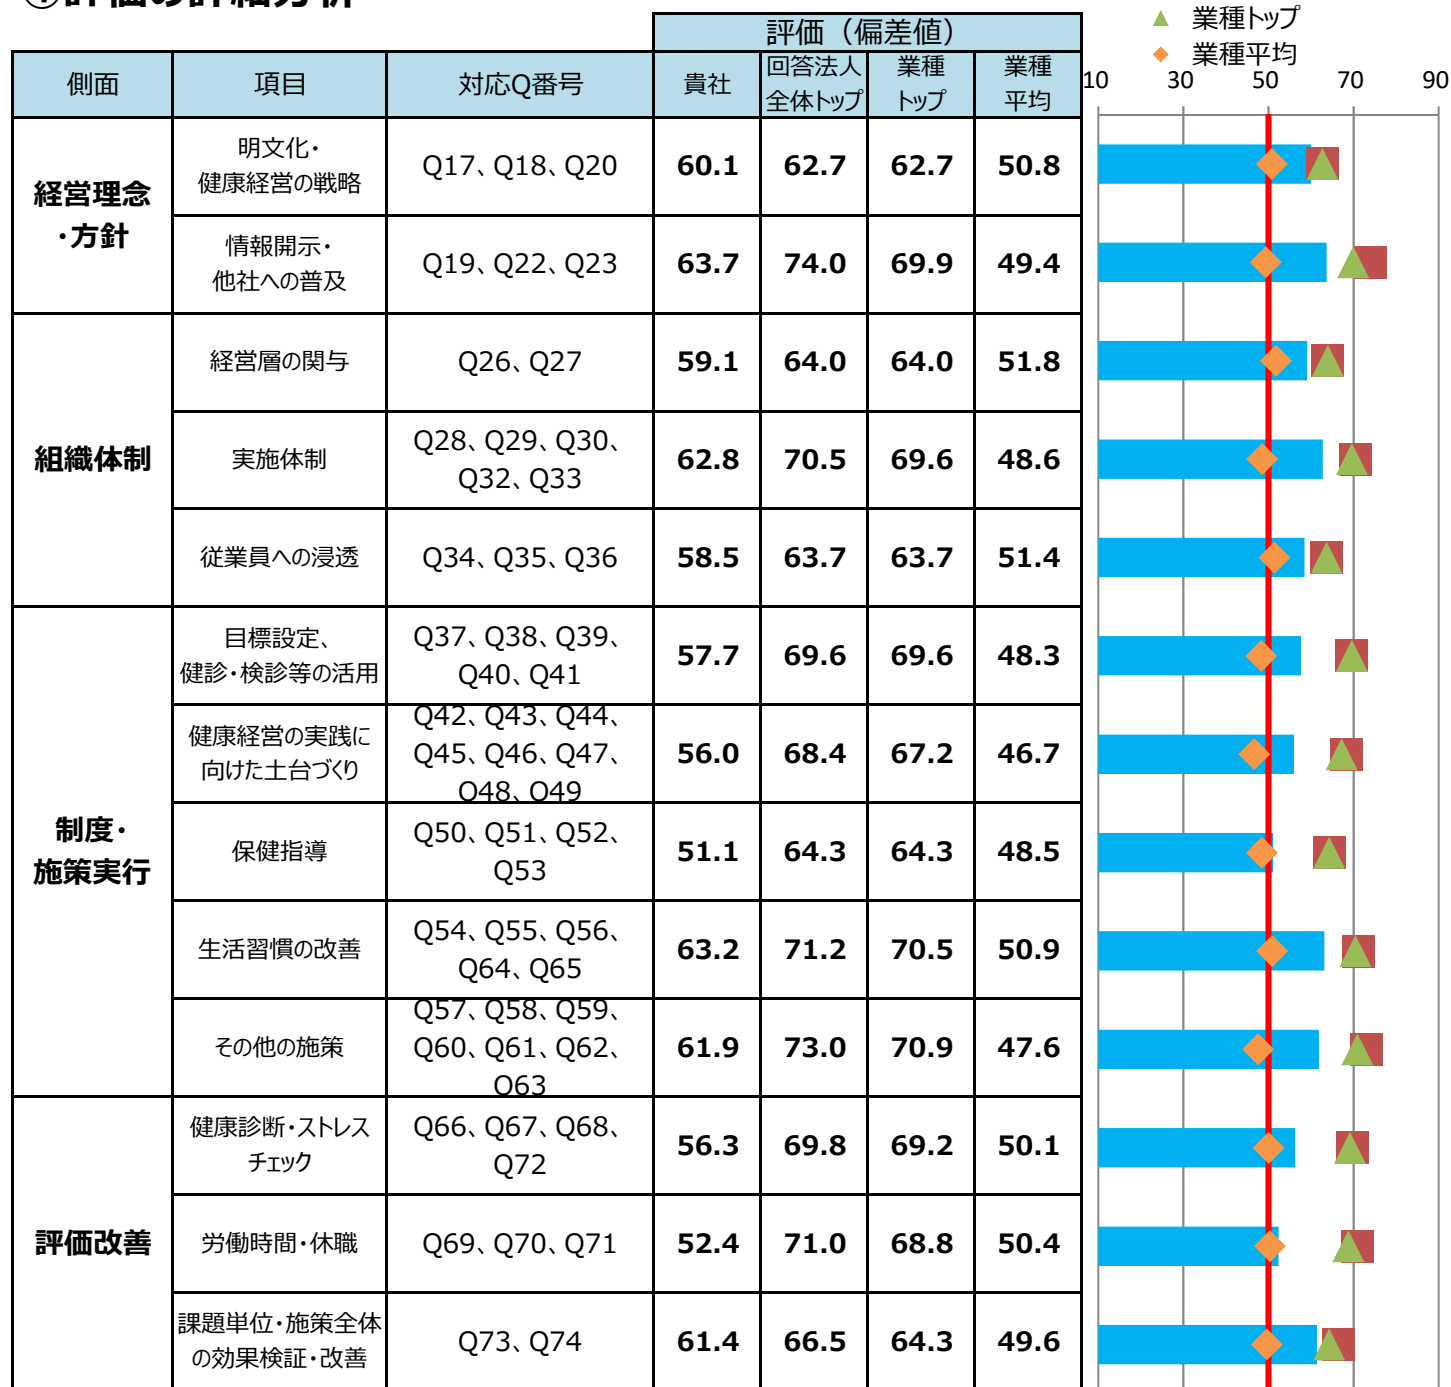 ④評価の詳細分析
業種トップ
業種平均
評価（偏差値）
側面 項目 対応Q番号 貴社 回答法人全体トップ 業種トップ 業種平均
10 30 50 70 90
経営理念・方針
明文化・健康経営の戦略 Q17、Q18、Q20 60.1 62.7 62.7 50.8
情報開示・他社への普及 Q19、Q22、Q23 63.7 74.0 69.9 49.4
組織体制
経営層の関与 Q26、Q27 59.1 64.0 64.0 51.8
実施体制 Q28、Q29、Q30、Q32、Q33 62.8 70.5 69.6 48.6
従業員への浸透 Q34、Q35、Q36 58.5 63.7 63.7 51.4
制度・施策実行
目標設定、健診・検診等の活用 Q37、Q38、Q39、Q40、Q41 57.7 69.6 69.6 48.3
健康経営の実践に向けた土台づくり Q42、Q43、Q44、Q45、Q46、Q47、Q48、Q49 56.0 68.4 67.2 46.7
保健指導 Q50、Q51、Q52、Q53 51.1 64.3 64.3 48.5
生活習慣の改善 Q54、Q55、Q56、Q64、Q65 63.2 71.2 70.5 50.9
その他の施策 Q57、Q58、Q59、Q60、Q61、Q62、Q63 61.9 73.0 70.9 47.6
評価改善
健康診断・ストレスチェック Q66、Q67、Q68、Q72 56.3 69.8 69.2 50.1
労働時間・休職 Q69、Q70、Q71 52.4 71.0 68.8 50.4
課題単位・施策全体の効果検証・改善 Q73、Q74 61.4 66.5 64.3 49.6